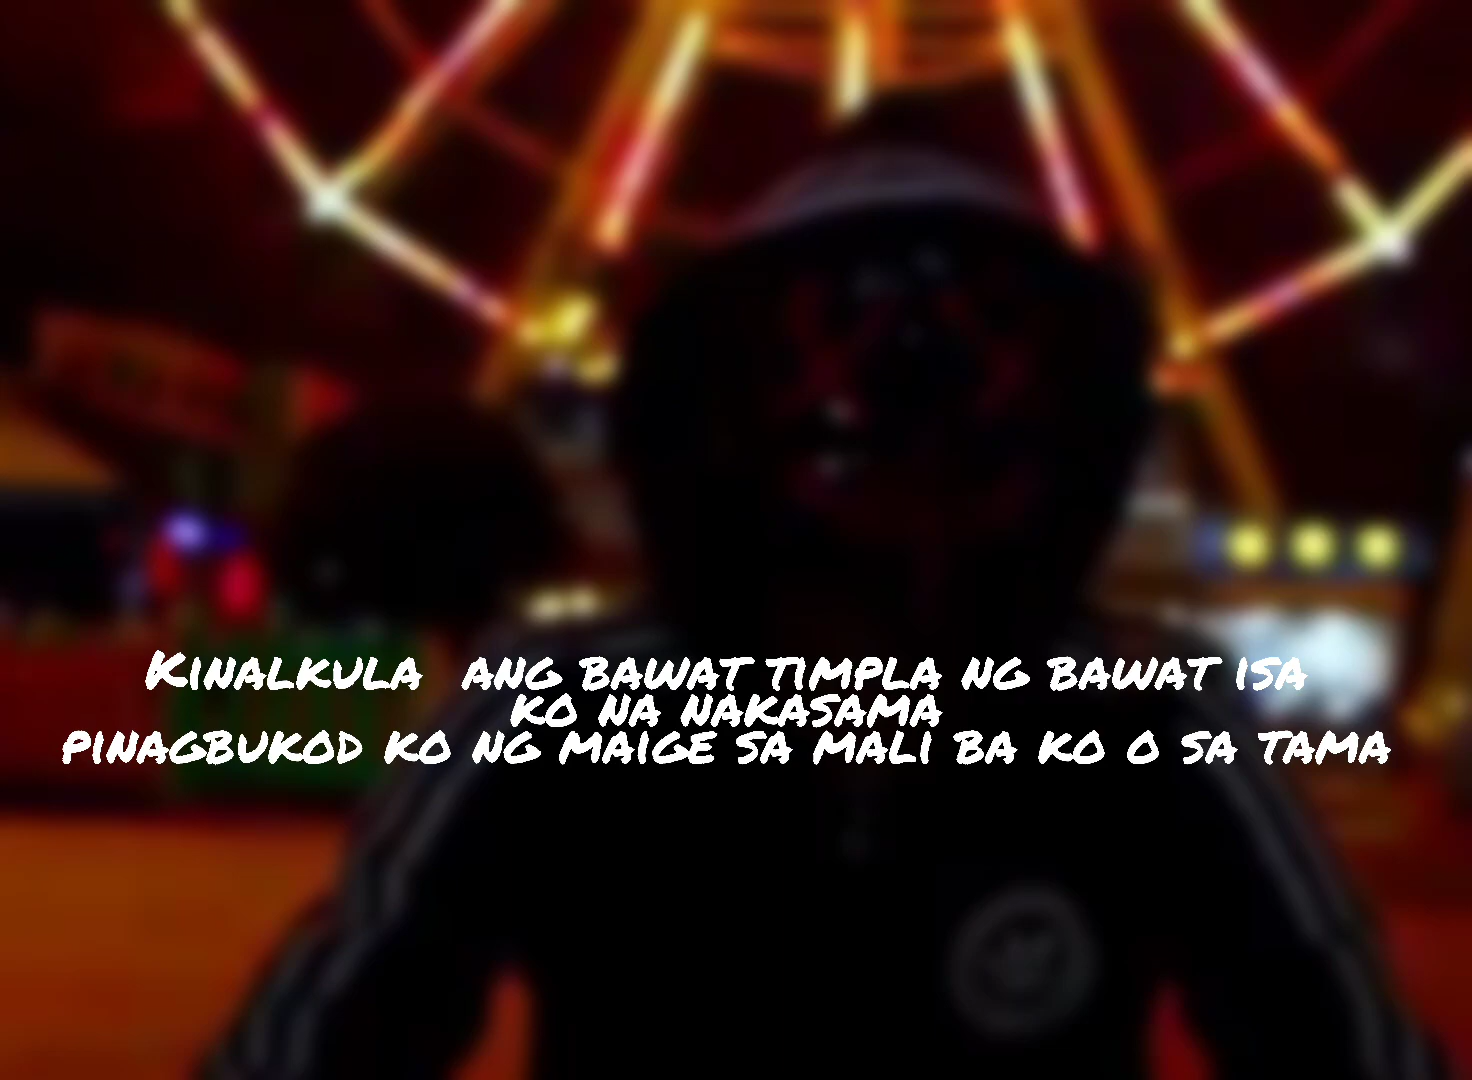 Kinalkula ang bawat timpla ng bawat isa
ko na nakasama
pinagbukod ko ng maige sa mali ba ko o sa tama